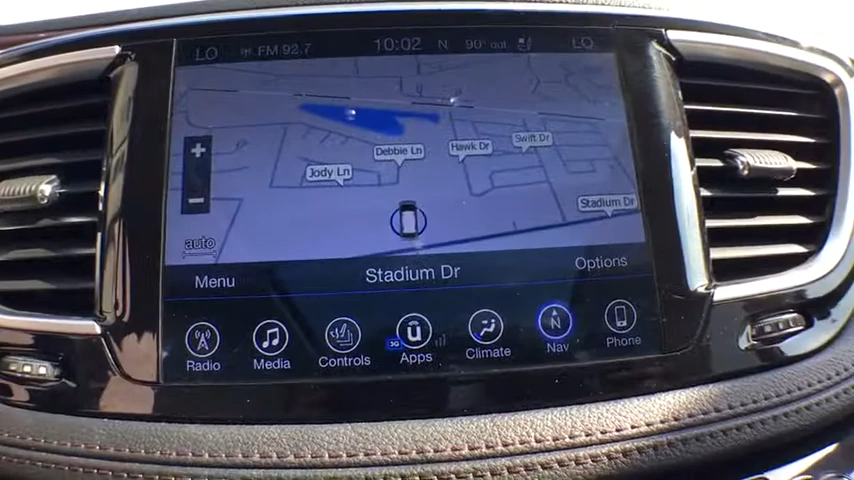 LO FM 92.7 10:02 N 90° out LO
+
Swift Dr
Debbie Ln Hawk Dr
Jody Ln
Stadium Dr
auto
Menu Stadium Dr Options
Radio Media Controls 5G Apps Climate N Nav Phone